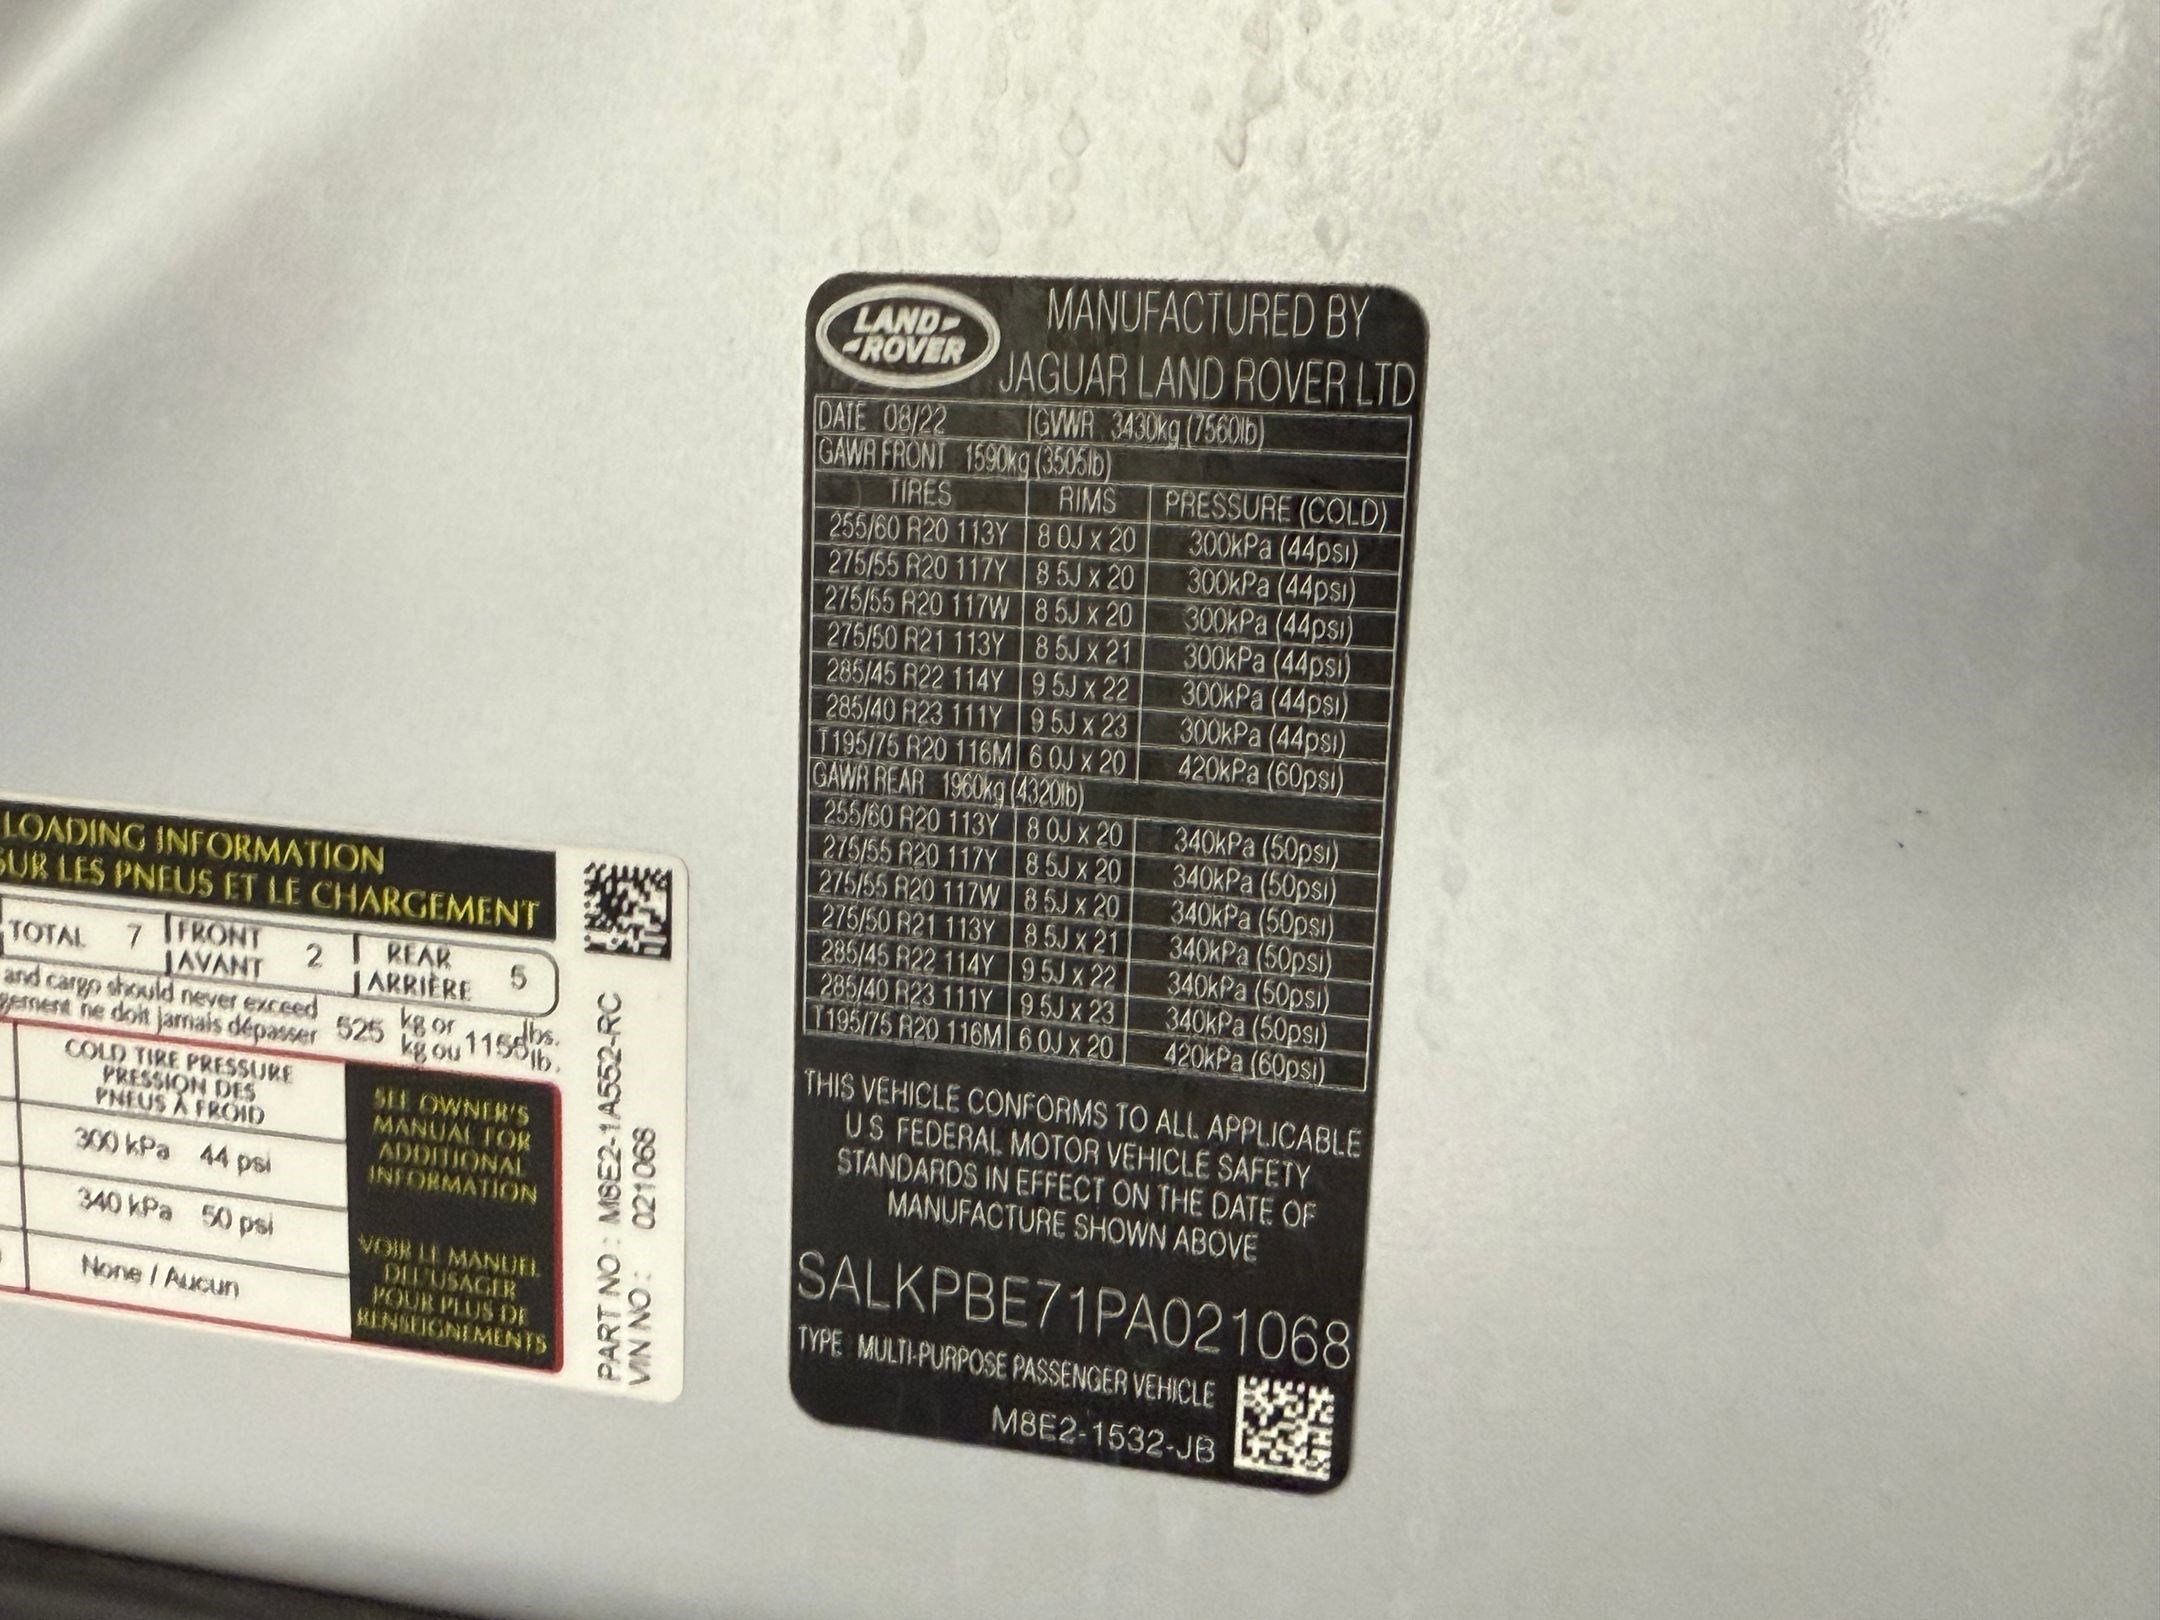 LAND-
-ROVER
MANUFACTURED BY
JAGUAR LAND ROVER LTD
DATE 08/22 GVWR 3430kg (7560lb)
GAWR FRONT 1590kg (3505lb)
TIRES RIMS PRESSURE (COLD)
255/60 R20 113Y 8.0J x 20 300kPa (44psi)
275/55 R20 117Y 8.5J x 20 300kPa (44psi)
275/55 R20 117W 8.5J x 20 300kPa (44psi)
275/50 R21 113Y 8.5J x 21 300kPa (44psi)
285/45 R22 114Y 9.5J x 22 300kPa (44psi)
285/40 R23 111Y 9.5J x 23 300kPa (44psi)
T195/75 R20 116M 6.0J x 20 420kPa (60psi)
GAWR REAR 1960kg (4320lb)
255/60 R20 113Y 8.0J x 20 340kPa (50psi)
275/55 R20 117Y 8.5J x 20 340kPa (50psi)
275/55 R20 117W 8.5J x 20 340kPa (50psi)
275/50 R21 113Y 8.5J x 21 340kPa (50psi)
285/45 R22 114Y 9.5J x 22 340kPa (50psi)
285/40 R23 111Y 9.5J x 23 340kPa (50psi)
T195/75 R20 116M 6.0J x 20 420kPa (60psi)
THIS VEHICLE CONFORMS TO ALL APPLICABLE
U.S. FEDERAL MOTOR VEHICLE SAFETY
STANDARDS IN EFFECT ON THE DATE OF
MANUFACTURE SHOWN ABOVE
SALKPBE71PA021068
TYPE MULTI-PURPOSE PASSENGER VEHICLE
M8E2-1532-JB
LOADING INFORMATION
SUR LES PNEUS ET LE CHARGEMENT
TOTAL 7 FRONT AVANT 2 REAR ARRIÈRE 5
and cargo should never exceed 525 kg or 1155 lbs.
ne doit jamais dépasser kg ou lb.
COLD TIRE PRESSURE
PRESSION DES
PNEUS À FROID
300 kPa 44 psi
340 kPa 50 psi
None / Aucun
SEE OWNER'S
MANUAL FOR
ADDITIONAL
INFORMATION
VOIR LE MANUEL
DE L'USAGER
POUR PLUS DE
RENSEIGNEMENTS
PART NO : M8E2-1A552-RC
VIN NO : 021068